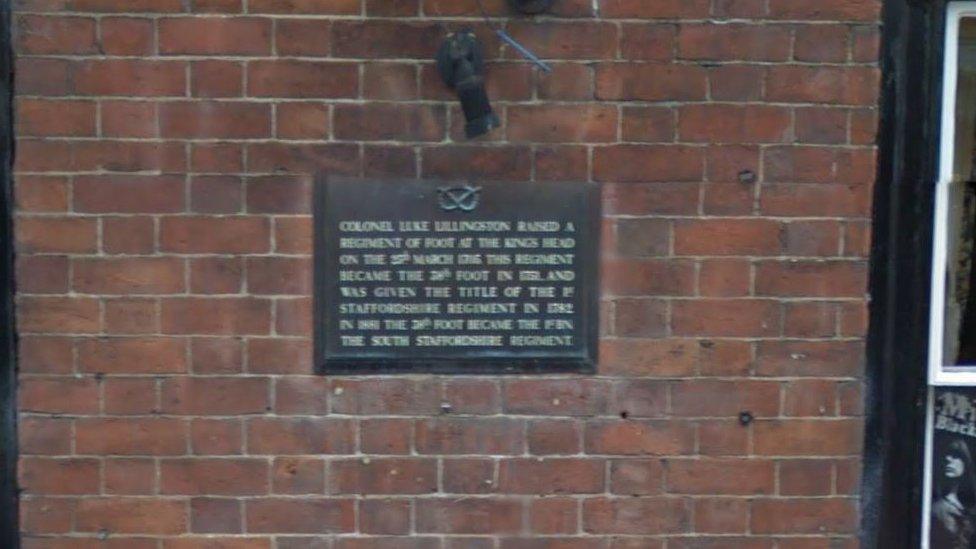 COLONEL LUKE LILLINGSTON RAISED A
REGIMENT OF FOOT AT THE KINGS HEAD
ON THE 25th MARCH 1705. THIS REGIMENT
BECAME THE 38th FOOT IN 1751, AND
WAS GIVEN THE TITLE OF THE 1st
STAFFORDSHIRE REGIMENT IN 1782.
IN 1881 THE 38th FOOT BECAME THE 1st BN
THE SOUTH STAFFORDSHIRE REGIMENT.
Black